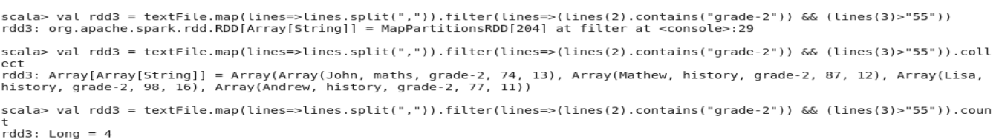 scala> val rdd3 = textFile.map(lines=>lines.split(",")).filter(lines=>(lines(2).contains("grade-2")) && (lines(3)>"55"))
rdd3: org.apache.spark.rdd.RDD[Array[String]] = MapPartitionsRDD[204] at filter at <console>:29
scala> val rdd3 = textFile.map(lines=>lines.split(",")).filter(lines=>(lines(2).contains("grade-2")) && (lines(3)>"55")).coll
ect
rdd3: Array[Array[String]] = Array(Array(John, maths, grade-2, 74, 13), Array(Mathew, history, grade-2, 87, 12), Array(Lisa,
history, grade-2, 98, 16), Array(Andrew, history, grade-2, 77, 11))
scala> val rdd3 = textFile.map(lines=>lines.split(",")).filter(lines=>(lines(2).contains("grade-2")) && (lines(3)>"55")).coun
t
rdd3: Long = 4